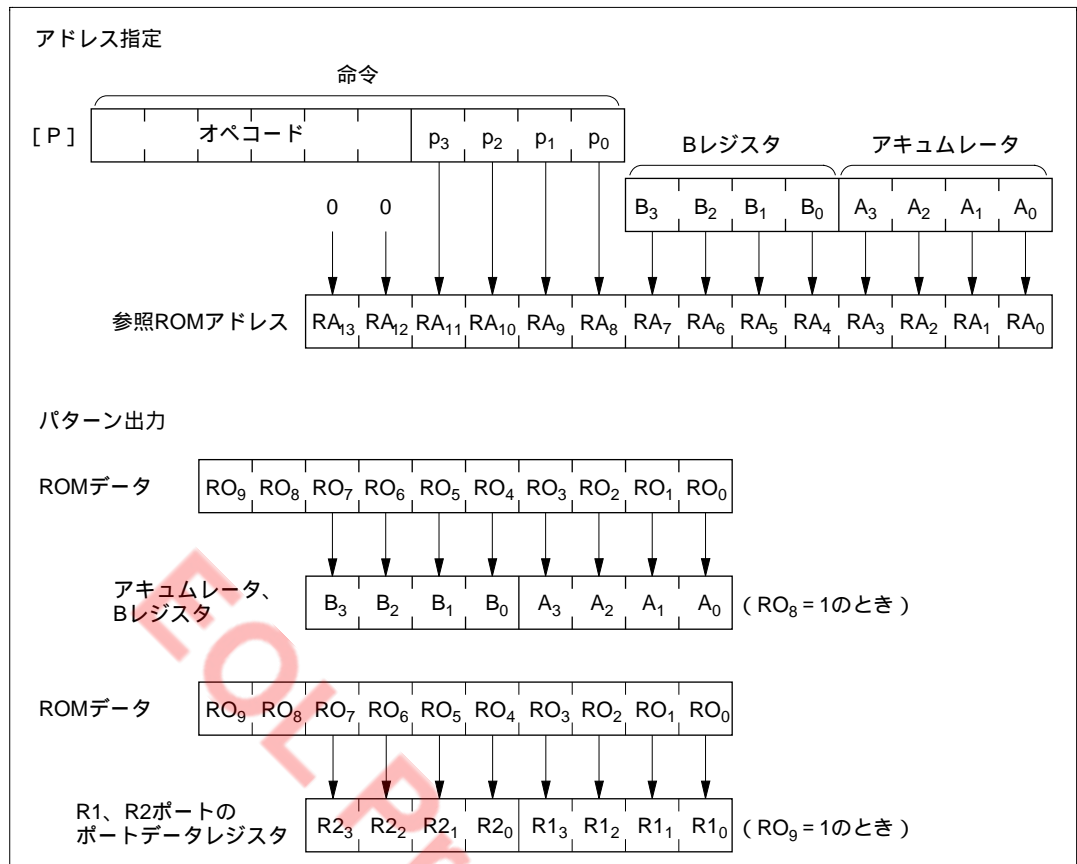 アドレス指定
命令
[ P ] オペコード p3 p2 p1 p0
Bレジスタ アキュムレータ
0 0 B3 B2 B1 B0 A3 A2 A1 A0
参照ROMアドレス RA13 RA12 RA11 RA10 RA9 RA8 RA7 RA6 RA5 RA4 RA3 RA2 RA1 RA0
パターン出力
ROMデータ RO9 RO8 RO7 RO6 RO5 RO4 RO3 RO2 RO1 RO0
アキュムレータ、
Bレジスタ
B3 B2 B1 B0 A3 A2 A1 A0 ( RO8 = 1のとき )
ROMデータ RO9 RO8 RO7 RO6 RO5 RO4 RO3 RO2 RO1 RO0
R1、R2ポートの
ポートデータレジスタ
R23 R22 R21 R20 R13 R12 R11 R10 ( RO9 = 1のとき )
EOL Pr